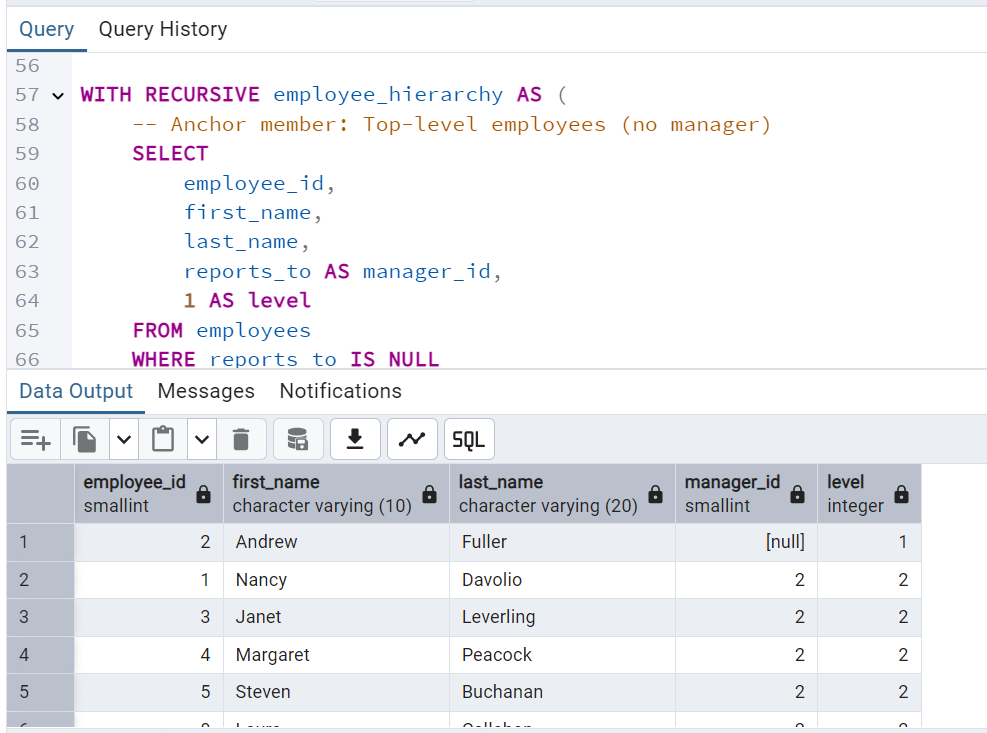 Query Query History
56
57 WITH RECURSIVE employee_hierarchy AS (
58 -- Anchor member: Top-level employees (no manager)
59 SELECT
60 employee_id,
61 first_name,
62 last_name,
63 reports_to AS manager_id,
64 1 AS level
65 FROM employees
66 WHERE reports_to IS NULL
Data Output Messages Notifications
SQL
employee_id first_name last_name manager_id level
smallint character varying (10) character varying (20) smallint integer
1 2 Andrew Fuller [null] 1
2 1 Nancy Davolio 2 2
3 3 Janet Leverling 2 2
4 4 Margaret Peacock 2 2
5 5 Steven Buchanan 2 2